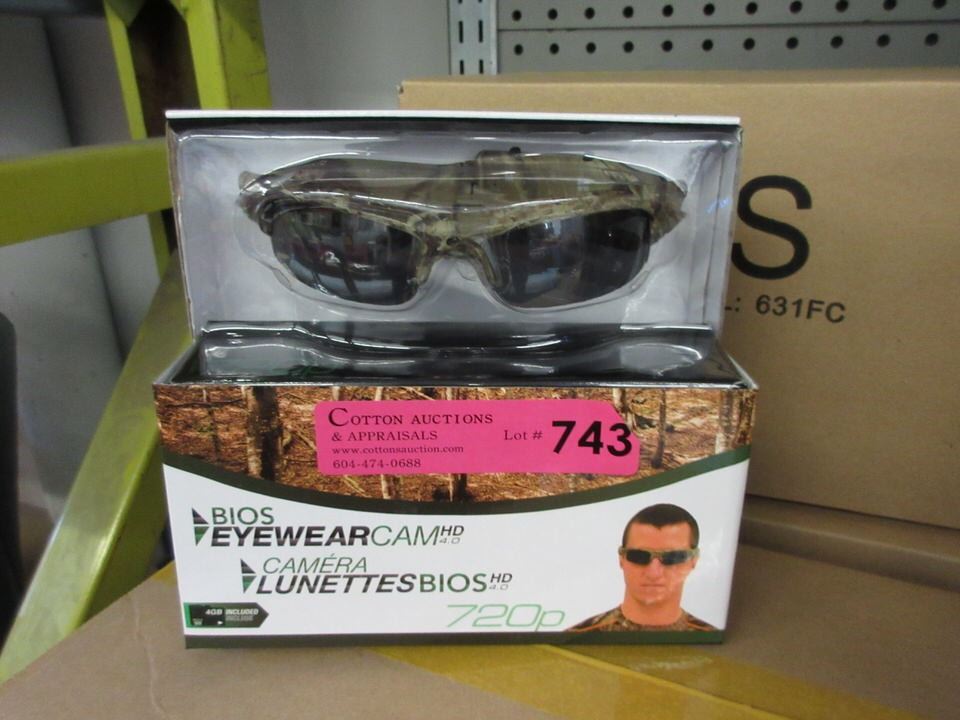 S
L: 631FC
COTTON AUCTIONS
& APPRAISALS
www.cottonsauction.com
604-474-0688
Lot # 743
BIOS
EYEWEARCAM HD 4.0
CAMÉRA
LUNETTESBIOS HD 4.0
4GB INCLUDED
INCLUSE
720p